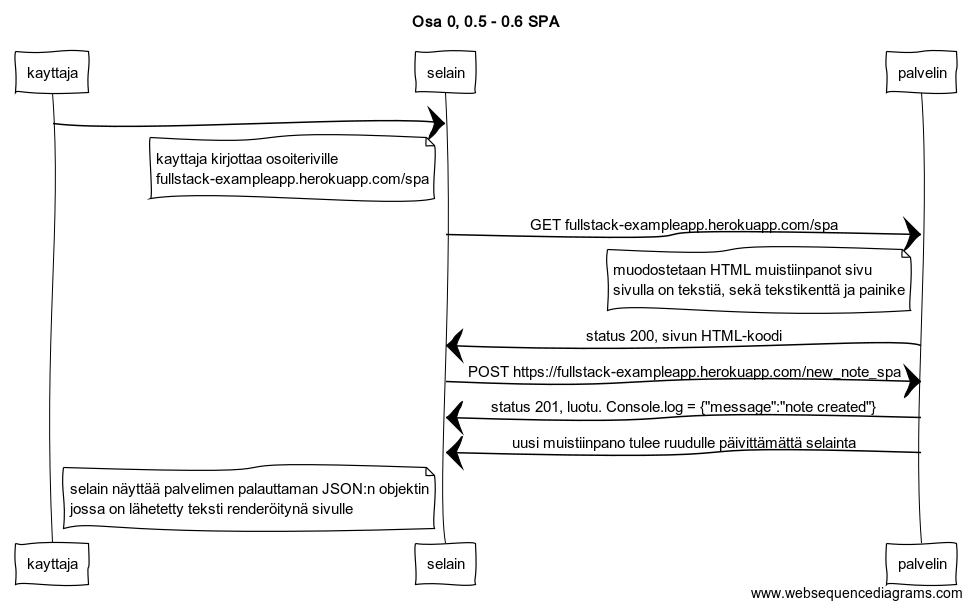 Osa 0, 0.5 - 0.6 SPA
kayttaja
selain
palvelin
kayttaja kirjottaa osoiteriville
fullstack-exampleapp.herokuapp.com/spa
GET fullstack-exampleapp.herokuapp.com/spa
muodostetaan HTML muistiinpanot sivu
sivulla on tekstiä, sekä tekstikenttä ja painike
status 200, sivun HTML-koodi
POST https://fullstack-exampleapp.herokuapp.com/new_note_spa
status 201, luotu. Console.log = {"message":"note created"}
uusi muistiinpano tulee ruudulle päivittämättä selainta
selain näyttää palvelimen palauttaman JSON:n objektin
jossa on lähetetty teksti renderöitynä sivulle
kayttaja
selain
palvelin
www.websequencediagrams.com